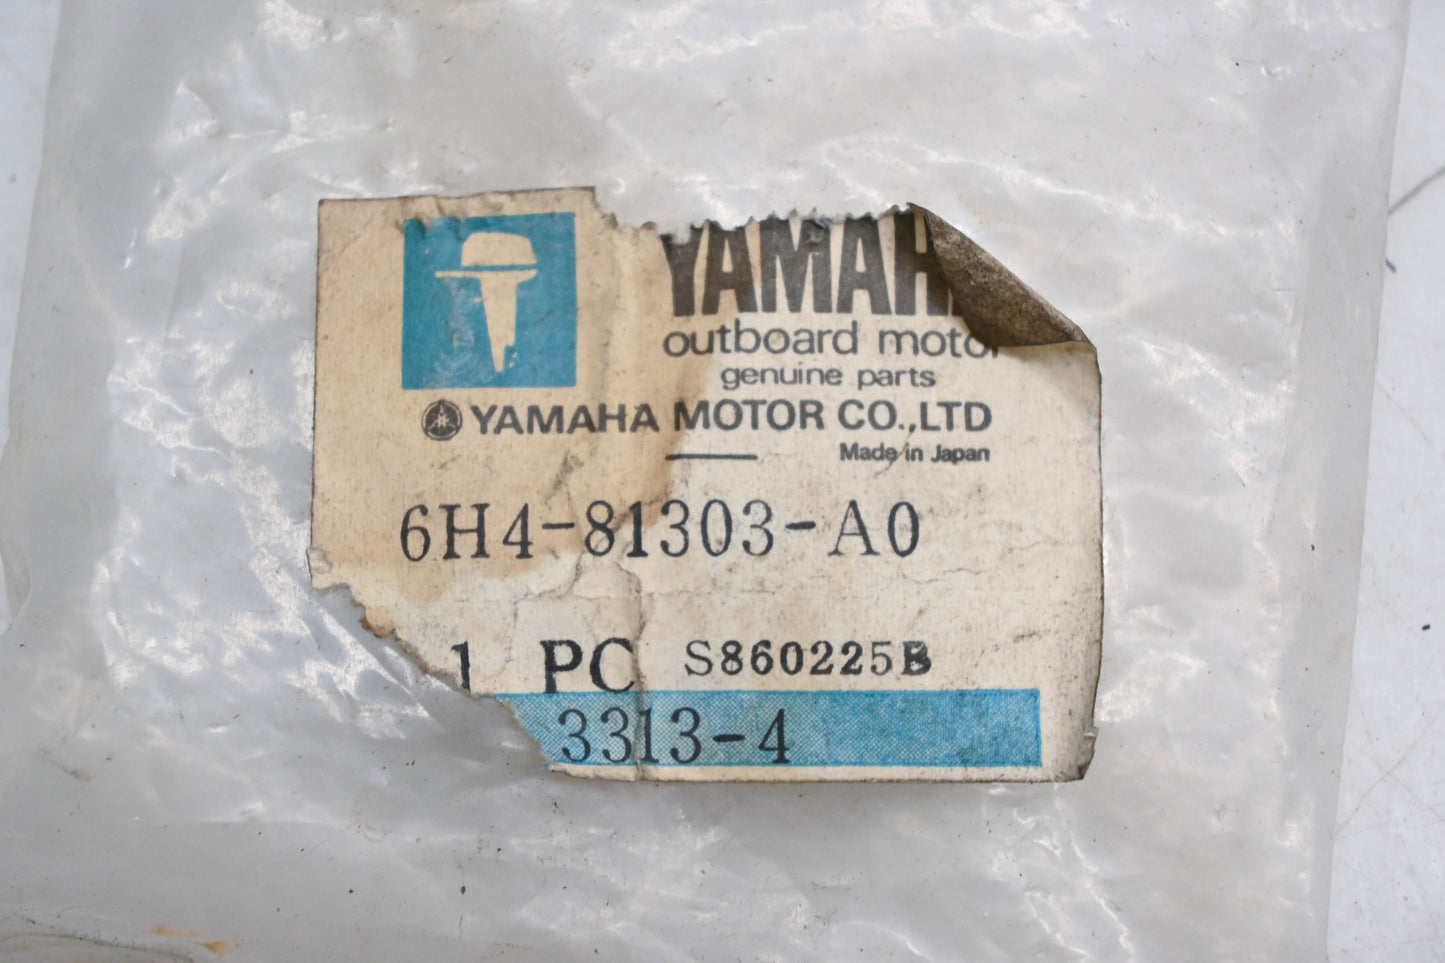 YAMAH
outboard motor
genuine parts
YAMAHA MOTOR CO.,LTD
Made in Japan
6H4-81303-A0
1 PC S860225B
3313-4